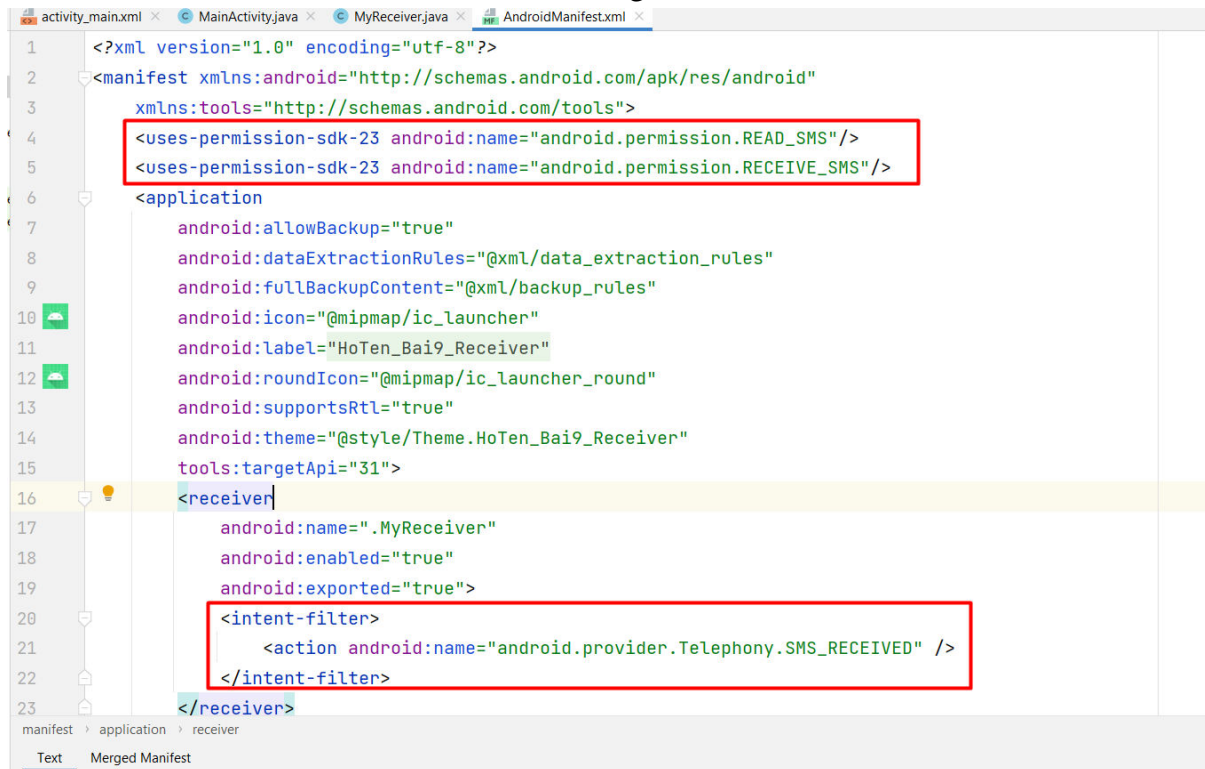 activity_main.xml × C MainActivity.java × C MyReceiver.java × MF AndroidManifest.xml ×
1 <?xml version="1.0" encoding="utf-8"?>
2 <manifest xmlns:android="http://schemas.android.com/apk/res/android"
3 xmlns:tools="http://schemas.android.com/tools">
4 <uses-permission-sdk-23 android:name="android.permission.READ_SMS"/>
5 <uses-permission-sdk-23 android:name="android.permission.RECEIVE_SMS"/>
6 <application
7 android:allowBackup="true"
8 android:dataExtractionRules="@xml/data_extraction_rules"
9 android:fullBackupContent="@xml/backup_rules"
10 android:icon="@mipmap/ic_launcher"
11 android:label="HoTen_Bai9_Receiver"
12 android:roundIcon="@mipmap/ic_launcher_round"
13 android:supportsRtl="true"
14 android:theme="@style/Theme.HoTen_Bai9_Receiver"
15 tools:targetApi="31">
16 <receiver
17 android:name=".MyReceiver"
18 android:enabled="true"
19 android:exported="true">
20 <intent-filter>
21 <action android:name="android.provider.Telephony.SMS_RECEIVED" />
22 </intent-filter>
23 </receiver>
manifest › application › receiver
Text Merged Manifest